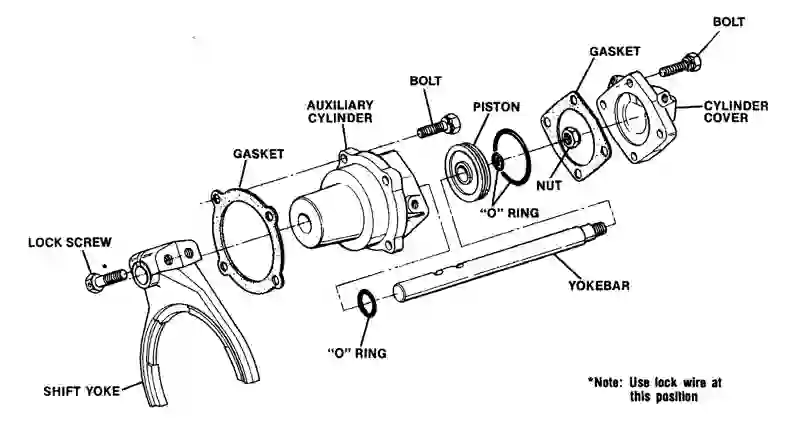 BOLT
GASKET
BOLT
AUXILIARY
CYLINDER
PISTON
CYLINDER
COVER
GASKET
NUT
"O" RING
LOCK SCREW
*
YOKEBAR
"O" RING
SHIFT YOKE
*Note: Use lock wire at
this position